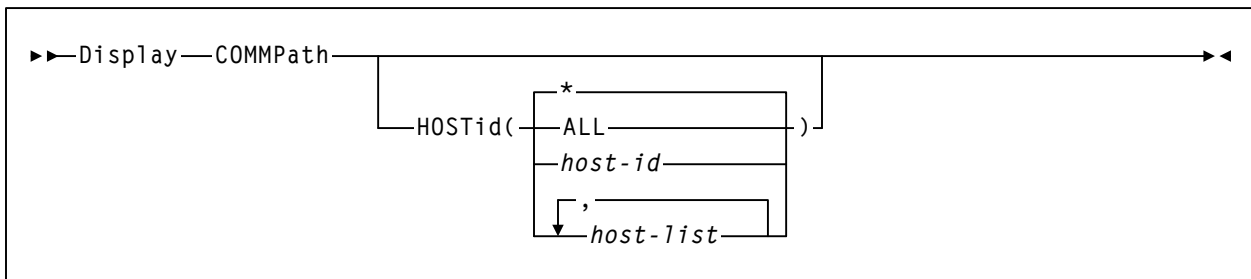 Display COMMPath
*
HOSTid( ALL )
host-id
,
host-list